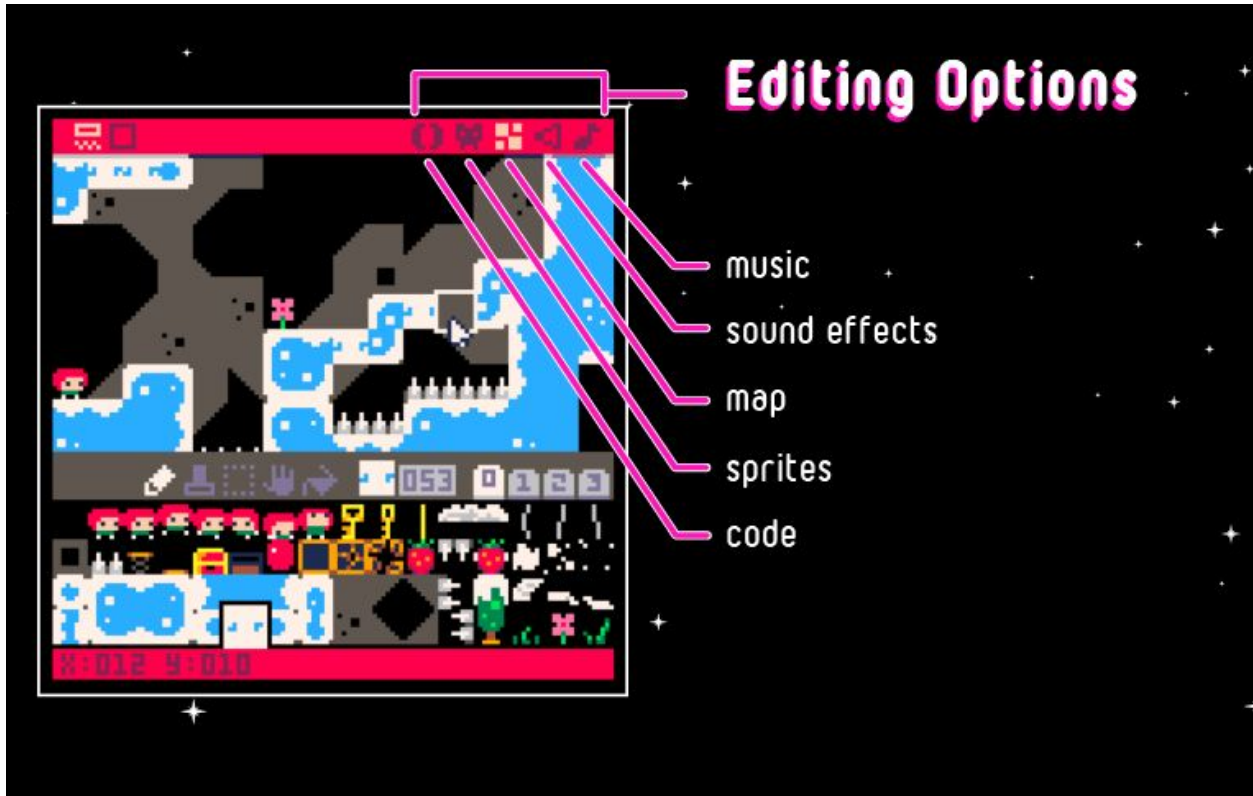 Editing Options
music
sound effects
map
sprites
code
053 0 1 2 3
X:012 Y:010